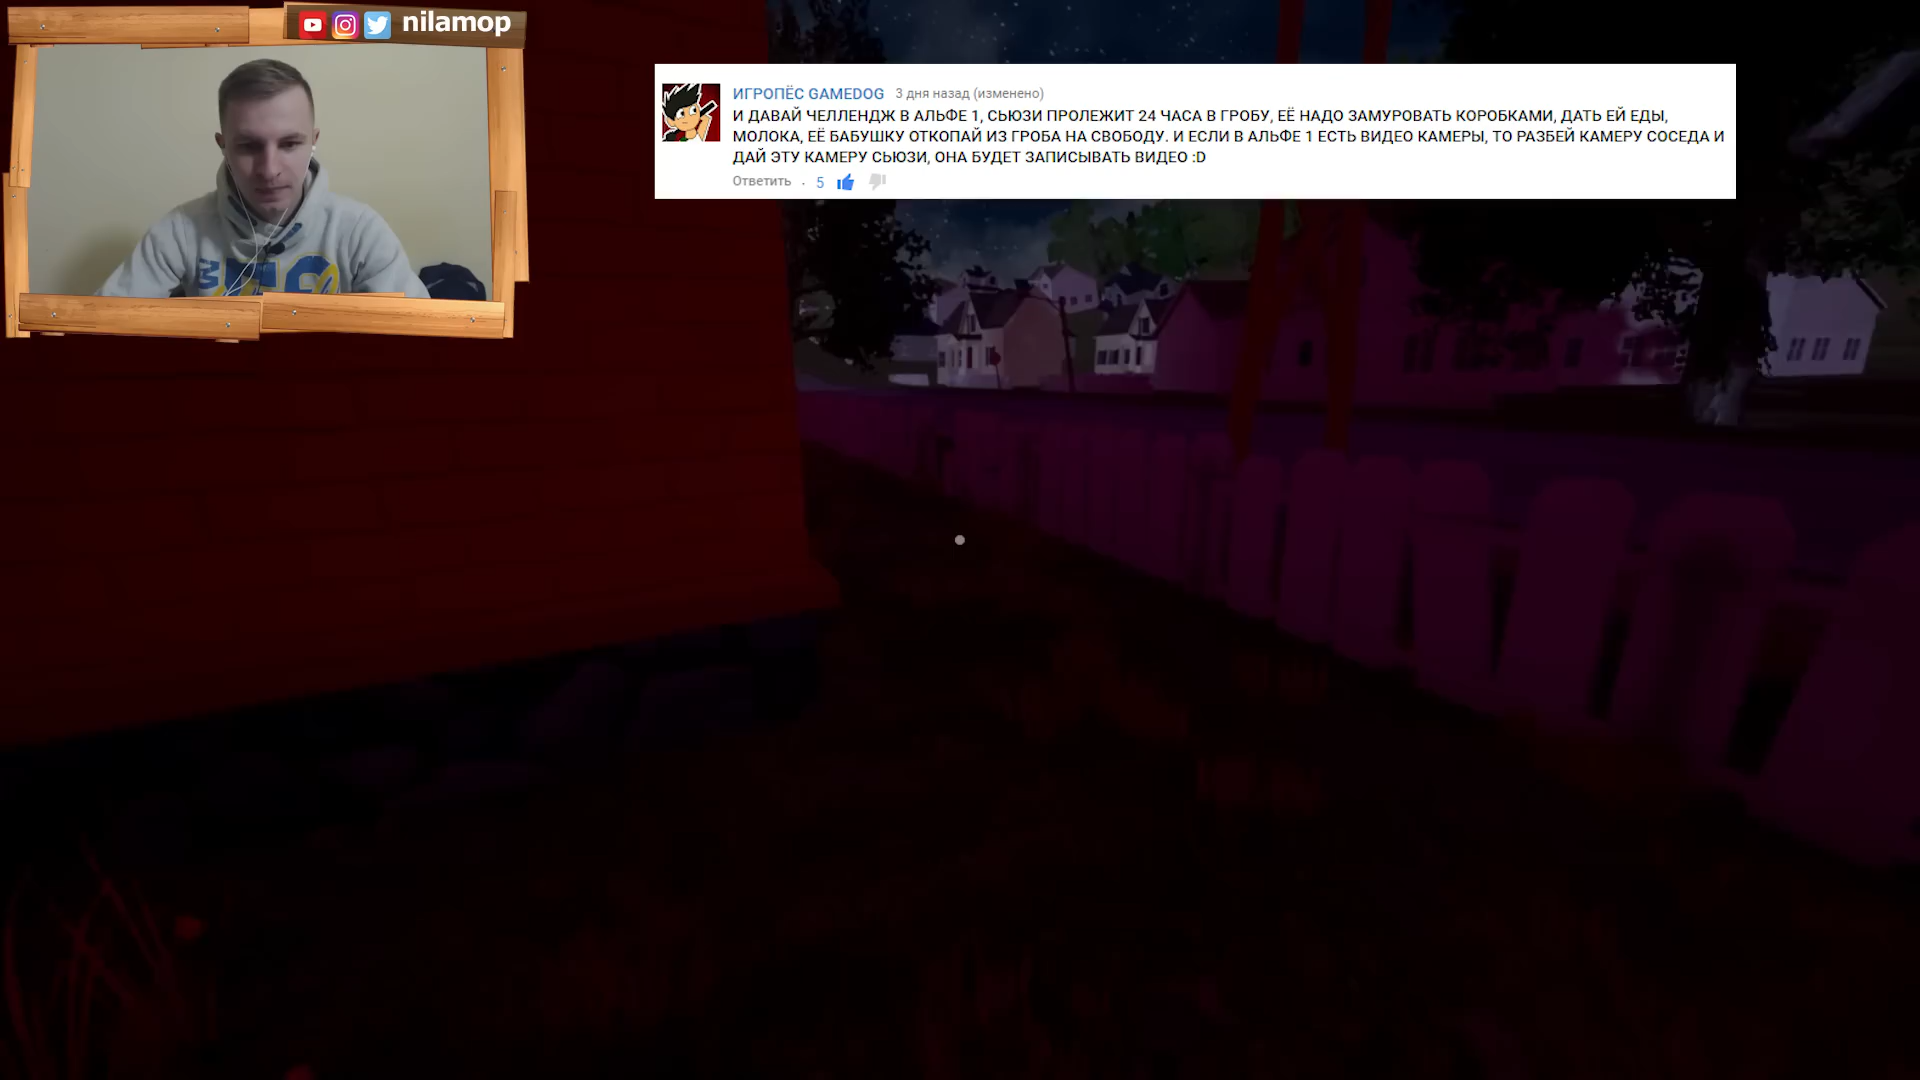 nilamop
ИГРОПЁС GAMEDOG 3 дня назад (изменено)
И ДАВАЙ ЧЕЛЛЕНДЖ В АЛЬФЕ 1, СЬЮЗИ ПРОЛЕЖИТ 24 ЧАСА В ГРОБУ, ЕЁ НАДО ЗАМУРОВАТЬ КОРОБКАМИ, ДАТЬ ЕЙ ЕДЫ,
МОЛОКА, ЕЁ БАБУШКУ ОТКОПАЙ ИЗ ГРОБА НА СВОБОДУ. И ЕСЛИ В АЛЬФЕ 1 ЕСТЬ ВИДЕО КАМЕРЫ, ТО РАЗБЕЙ КАМЕРУ СОСЕДА И
ДАЙ ЭТУ КАМЕРУ СЬЮЗИ, ОНА БУДЕТ ЗАПИСЫВАТЬ ВИДЕО :D
Ответить . 5